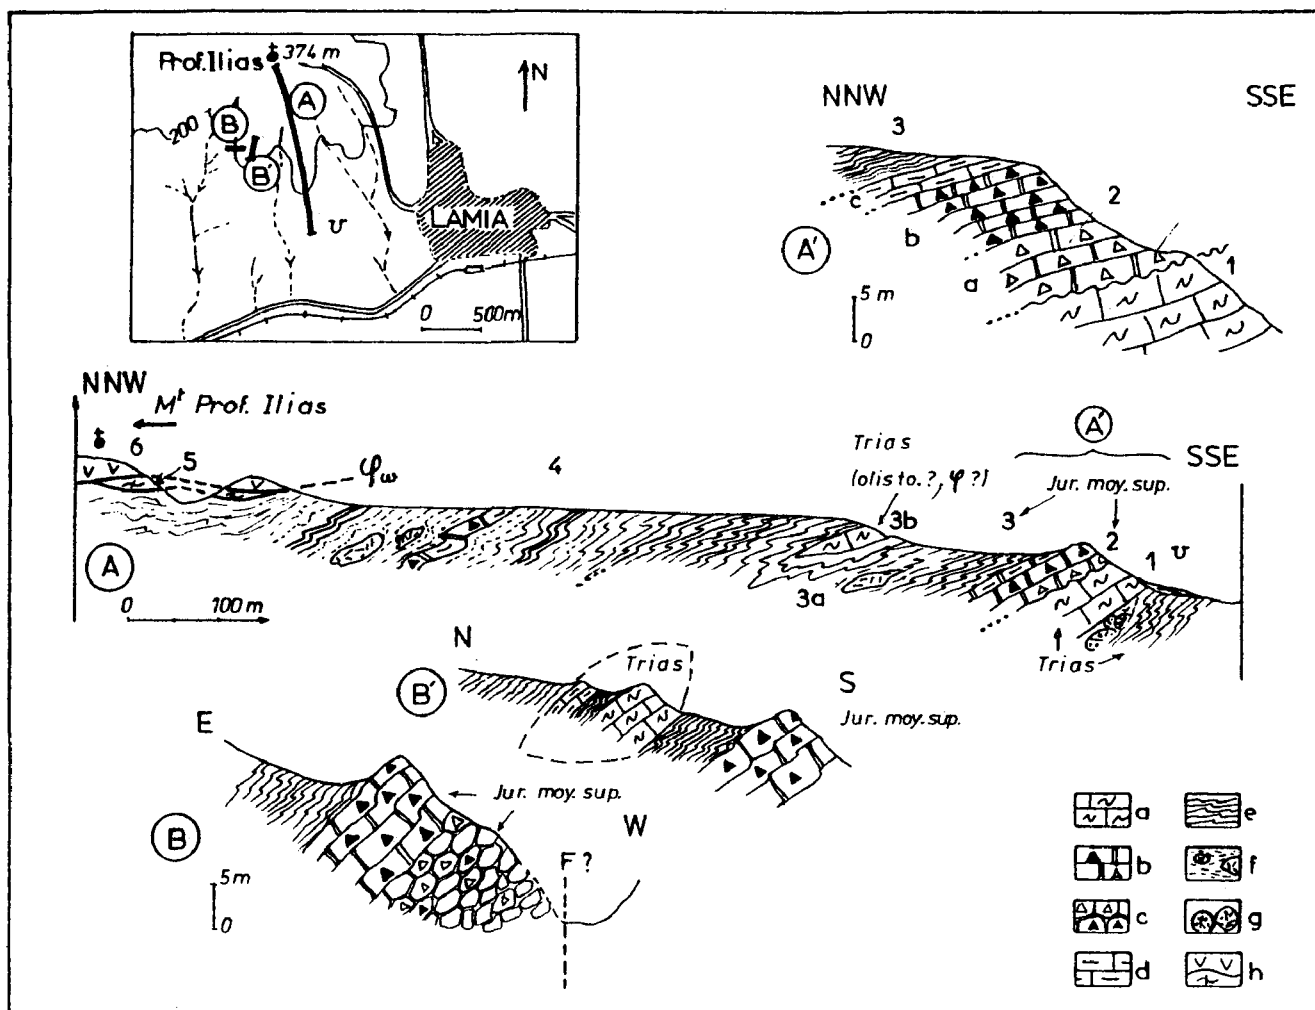 Prof. Ilias
374 m
N
A
200
B
B'
υ
LAMIA
0 500m
NNW
SSE
3
c
2
b
A'
a
1
5 m
0
NNW
Mt Prof. Ilias
6
5
φω
4
Trias
(olisto.?, φ?)
3b
A'
SSE
3
Jur. moy. sup.
2
1
υ
A
0 100 m
3a
Trias
N
Trias
B'
S
Jur. moy. sup.
E
Jur. moy. sup.
W
B
F?
5m
0
a
e
b
f
c
g
d
h